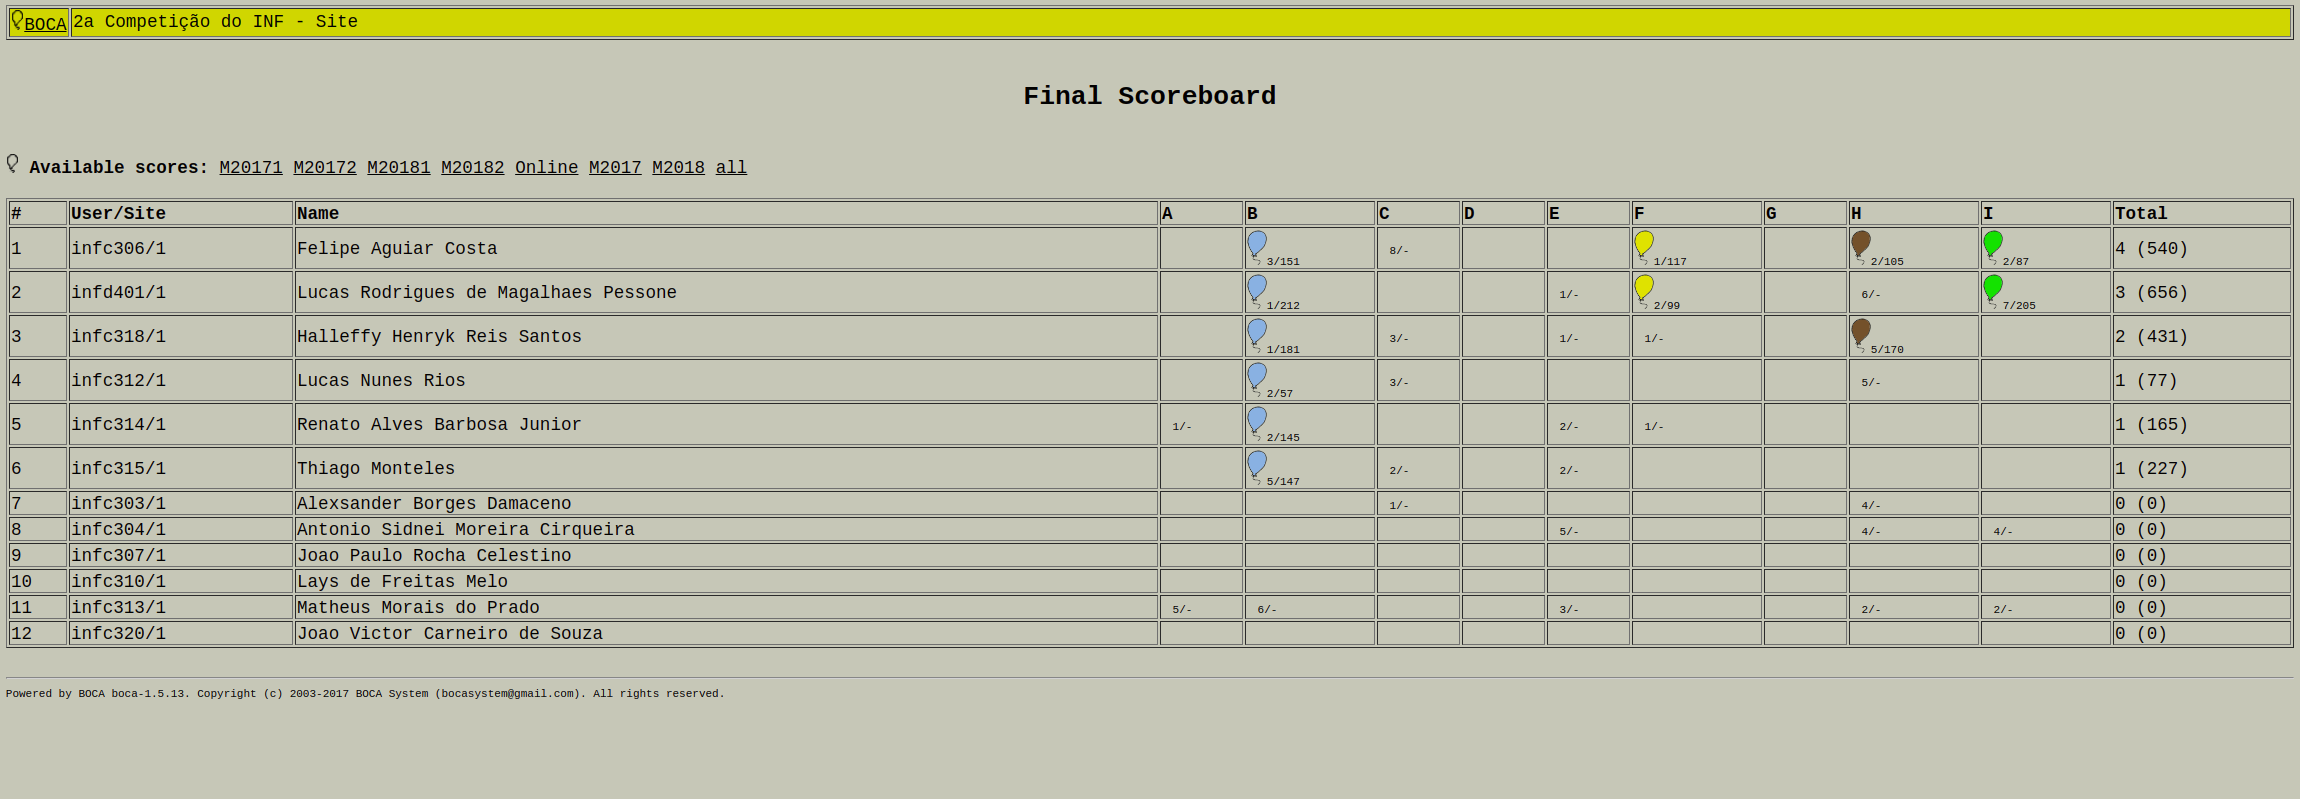 BOCA 2a Competição do INF - Site
Final Scoreboard
Available scores: M20171 M20172 M20181 M20182 Online M2017 M2018 all
# User/Site Name A B C D E F G H I Total
1 infc306/1 Felipe Aguiar Costa 3/151 8/- 1/117 2/105 2/87 4 (540)
2 infd401/1 Lucas Rodrigues de Magalhaes Pessone 1/212 1/- 2/99 6/- 7/205 3 (656)
3 infc318/1 Halleffy Henryk Reis Santos 1/181 3/- 1/- 1/- 5/170 2 (431)
4 infc312/1 Lucas Nunes Rios 2/57 3/- 5/- 1 (77)
5 infc314/1 Renato Alves Barbosa Junior 1/- 2/145 2/- 1/- 1 (165)
6 infc315/1 Thiago Monteles 5/147 2/- 2/- 1 (227)
7 infc303/1 Alexsander Borges Damaceno 1/- 4/- 0 (0)
8 infc304/1 Antonio Sidnei Moreira Cirqueira 5/- 4/- 4/- 0 (0)
9 infc307/1 Joao Paulo Rocha Celestino 0 (0)
10 infc310/1 Lays de Freitas Melo 0 (0)
11 infc313/1 Matheus Morais do Prado 5/- 6/- 3/- 2/- 2/- 0 (0)
12 infc320/1 Joao Victor Carneiro de Souza 0 (0)
Powered by BOCA boca-1.5.13. Copyright (c) 2003-2017 BOCA System (bocasystem@gmail.com). All rights reserved.